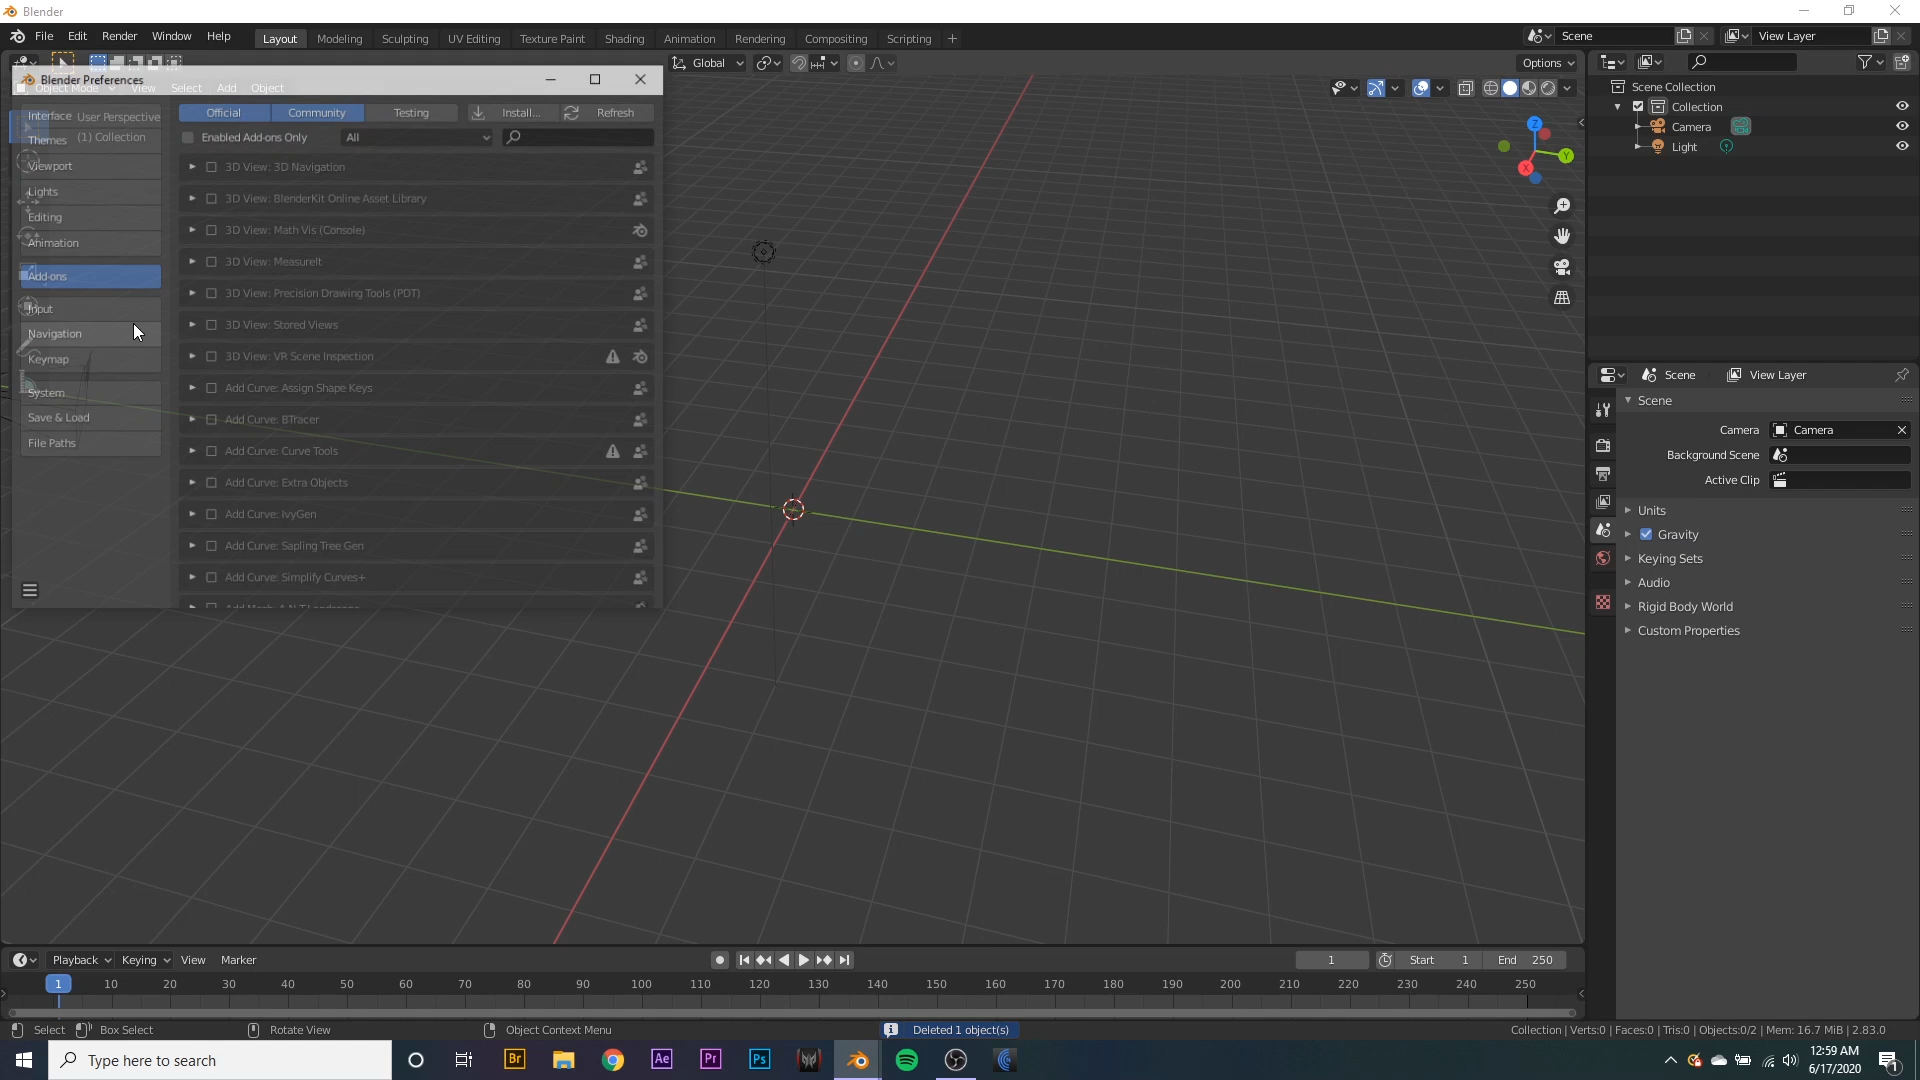 Blender
File Edit Render Window Help Layout Modeling Sculpting UV Editing Texture Paint Shading Animation Rendering Compositing Scripting + Scene View Layer
Global Options
Blender Preferences
Object Mode View Select Add Object
User Perspective
(1) Collection
Interface
Themes
Viewport
Lights
Editing
Animation
Add-ons
Input
Navigation
Keymap
System
Save & Load
File Paths
Official Community Testing Install... Refresh
Enabled Add-ons Only All
3D View: 3D Navigation
3D View: BlenderKit Online Asset Library
3D View: Math Vis (Console)
3D View: MeasureIt
3D View: Precision Drawing Tools (PDT)
3D View: Stored Views
3D View: VR Scene Inspection
Add Curve: Assign Shape Keys
Add Curve: BTracer
Add Curve: Curve Tools
Add Curve: Extra Objects
Add Curve: IvyGen
Add Curve: Sapling Tree Gen
Add Curve: Simplify Curves+
Add Mesh: A.N.T.Landscape
Z
Y
X
Scene Collection
Collection
Camera
Light
Scene View Layer
Scene
Camera Camera
Background Scene
Active Clip
Units
Gravity
Keying Sets
Audio
Rigid Body World
Custom Properties
Playback Keying View Marker 1 Start 1 End 250
1 10 20 30 40 50 60 70 80 90 100 110 120 130 140 150 160 170 180 190 200 210 220 230 240 250
Select Box Select Rotate View Object Context Menu Deleted 1 object(s) Collection | Verts:0 | Faces:0 | Tris:0 | Objects:0/2 | Mem: 16.7 MiB | 2.83.0
Type here to search Br Ae Pr Ps
12:59 AM
6/17/2020
1